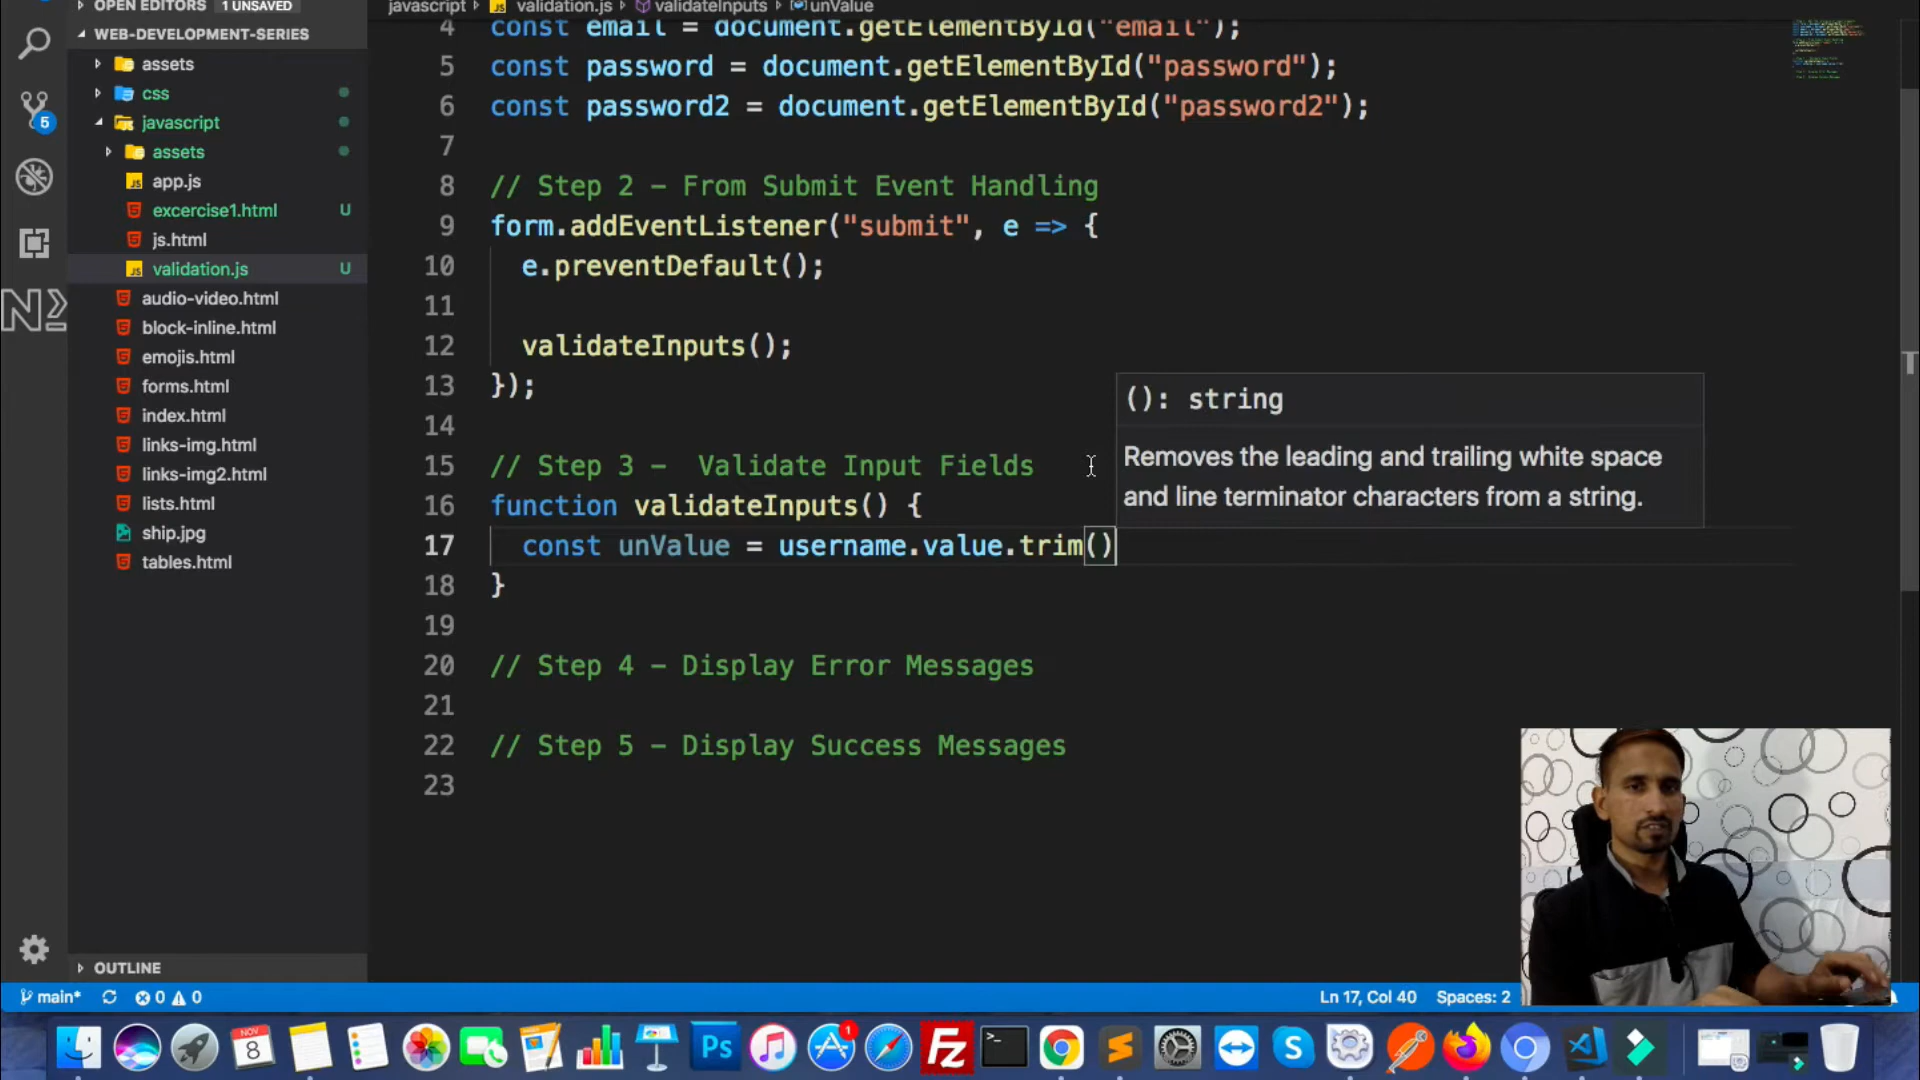 OPEN EDITORS 1 UNSAVED
WEB-DEVELOPMENT-SERIES
assets
css
javascript
assets
app.js
excercise1.html U
js.html
validation.js U
audio-video.html
block-inline.html
emojis.html
forms.html
index.html
links-img.html
links-img2.html
lists.html
ship.jpg
tables.html
OUTLINE
5
javascript validation.js validateInputs unValue
4 const email = document.getElementById("email");
5 const password = document.getElementById("password");
6 const password2 = document.getElementById("password2");
7
8 // Step 2 - From Submit Event Handling
9 form.addEventListener("submit", e => {
10 e.preventDefault();
11
12 validateInputs();
13 });
14
15 // Step 3 -  Validate Input Fields
16 function validateInputs() {
17 const unValue = username.value.trim()
18 }
19
20 // Step 4 - Display Error Messages
21
22 // Step 5 - Display Success Messages
23
(): string
Removes the leading and trailing white space
and line terminator characters from a string.
main* 0 0 Ln 17, Col 40 Spaces: 2
NOV
8
Ps
1
Fz
>_
S